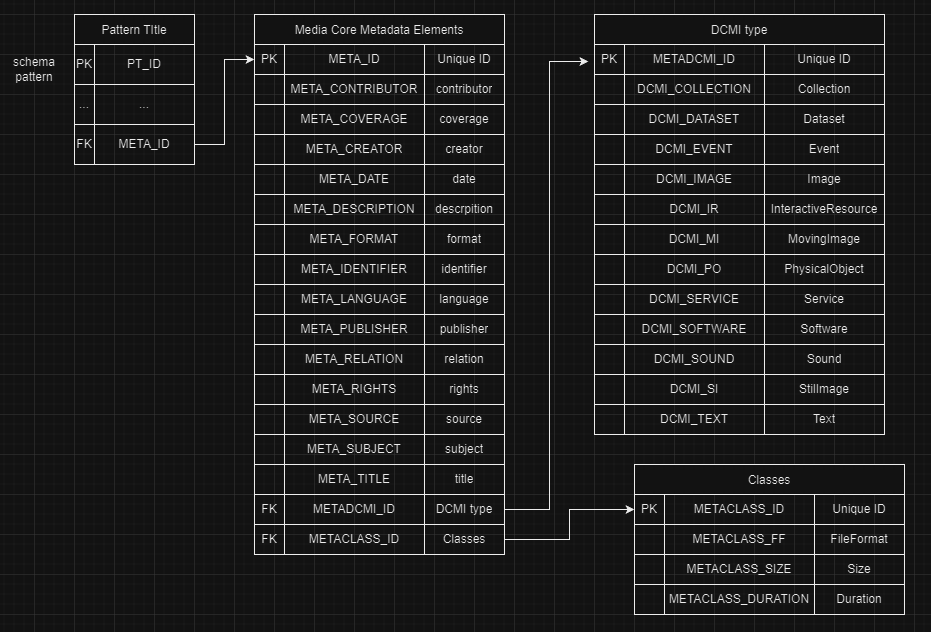 schema
pattern
Pattern TItle
PK PT_ID
... ...
FK META_ID
Media Core Metadata Elements
PK META_ID Unique ID
META_CONTRIBUTOR contributor
META_COVERAGE coverage
META_CREATOR creator
META_DATE date
META_DESCRIPTION descrpition
META_FORMAT format
META_IDENTIFIER identifier
META_LANGUAGE language
META_PUBLISHER publisher
META_RELATION relation
META_RIGHTS rights
META_SOURCE source
META_SUBJECT subject
META_TITLE title
FK METADCMI_ID DCMI type
FK METACLASS_ID Classes
DCMI type
PK METADCMI_ID Unique ID
DCMI_COLLECTION Collection
DCMI_DATASET Dataset
DCMI_EVENT Event
DCMI_IMAGE Image
DCMI_IR InteractiveResource
DCMI_MI MovingImage
DCMI_PO PhysicalObject
DCMI_SERVICE Service
DCMI_SOFTWARE Software
DCMI_SOUND Sound
DCMI_SI StillImage
DCMI_TEXT Text
Classes
PK METACLASS_ID Unique ID
METACLASS_FF FileFormat
METACLASS_SIZE Size
METACLASS_DURATION Duration